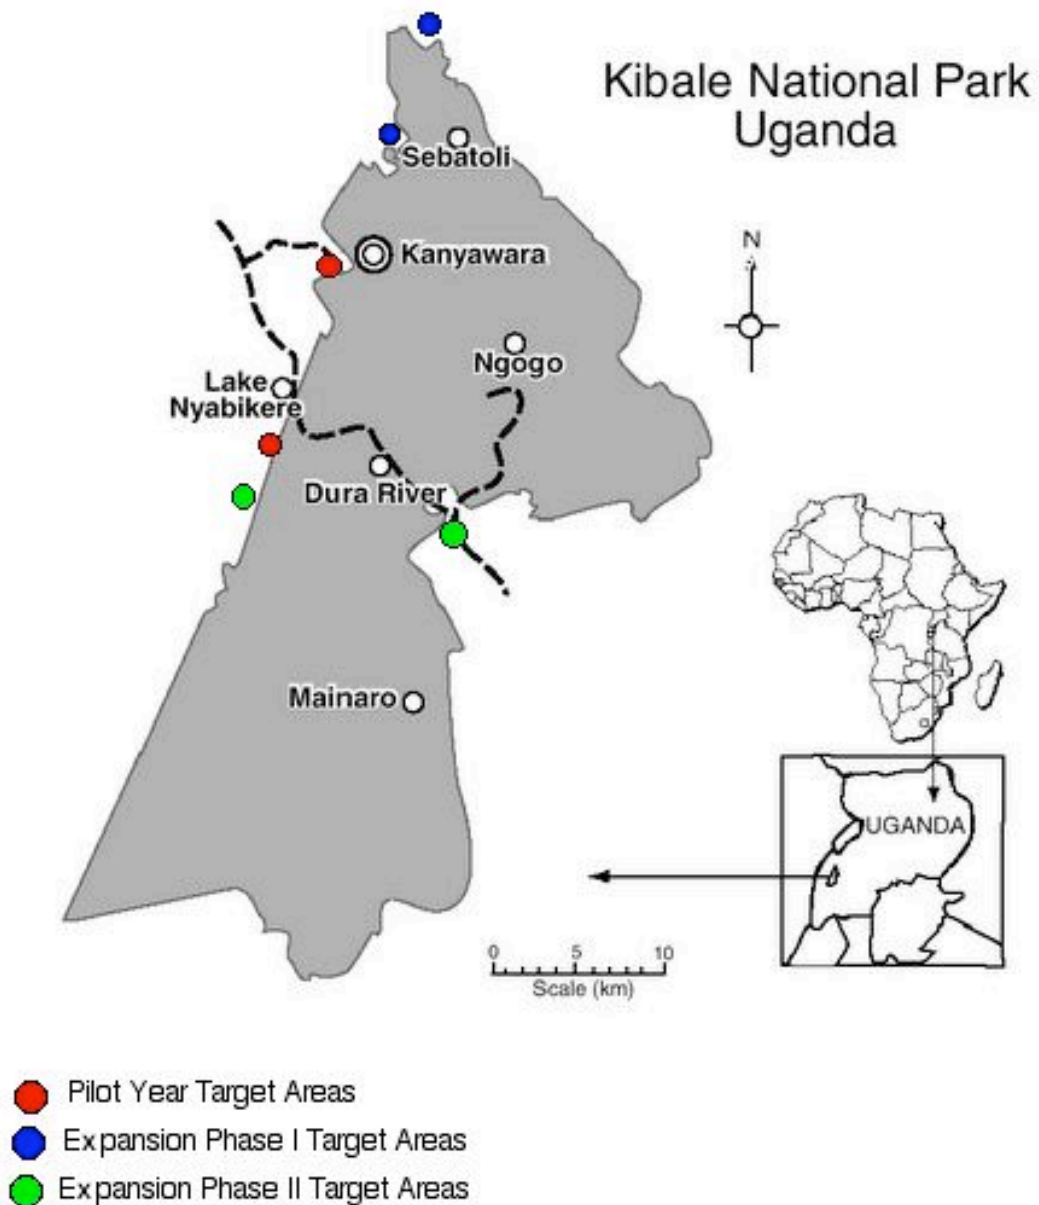 Kibale National Park
Uganda
Sebatoli
Kanyawara
N
Ngogo
Lake
Nyabikere
Dura River
Mainaro
UGANDA
0 5 10
Scale (km)
Pilot Year Target Areas
Expansion Phase I Target Areas
Expansion Phase II Target Areas